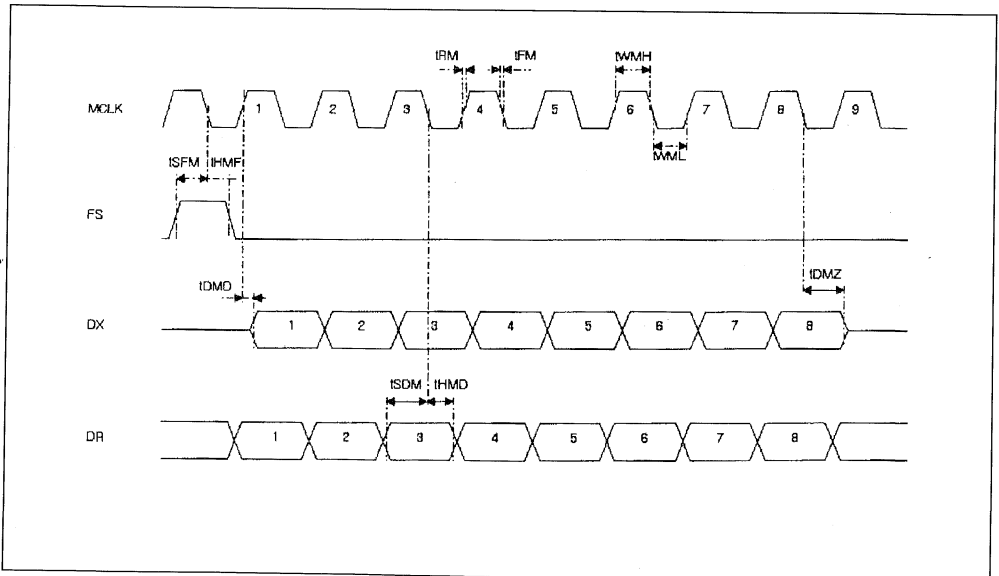 tRM tFM tWMH
MCLK 1 2 3 4 5 6 7 8 9
tWML
tSFM tHMF
FS
tDMD tDMZ
DX 1 2 3 4 5 6 7 8
tSDM tHMD
DR 1 2 3 4 5 6 7 8